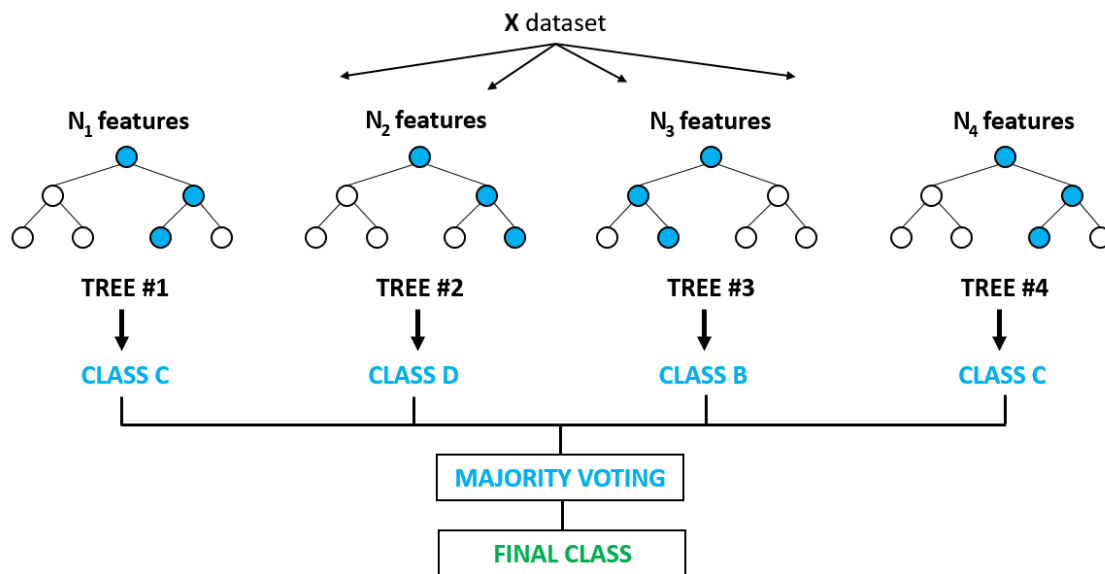 X dataset
N₁ features
N₂ features
N₃ features
N₄ features
TREE #1
TREE #2
TREE #3
TREE #4
CLASS C
CLASS D
CLASS B
CLASS C
MAJORITY VOTING
FINAL CLASS